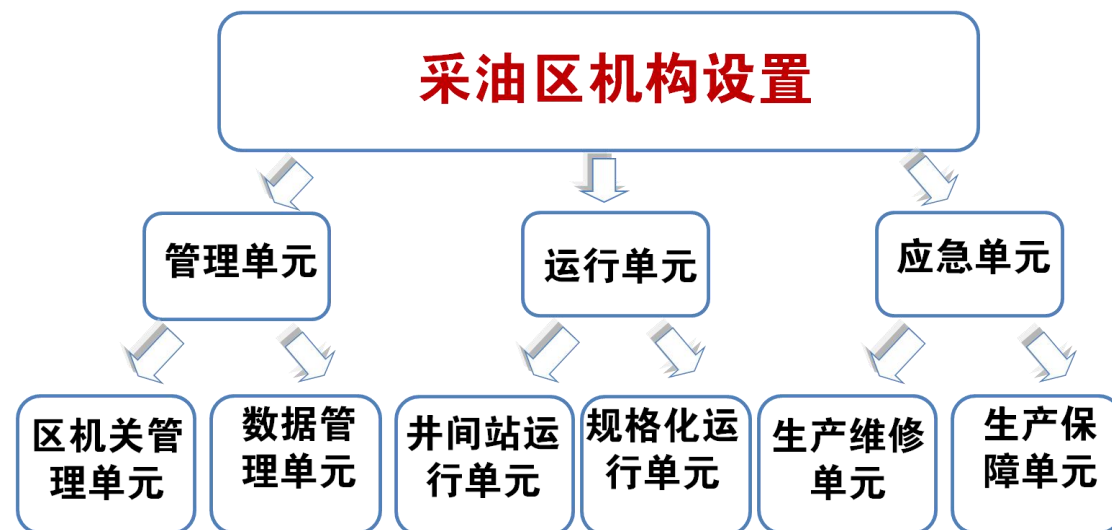 采油区机构设置
管理单元
运行单元
应急单元
区机关管
理单元
数据管
理单元
井间站运
行单元
规格化运
行单元
生产维修
单元
生产保
障单元